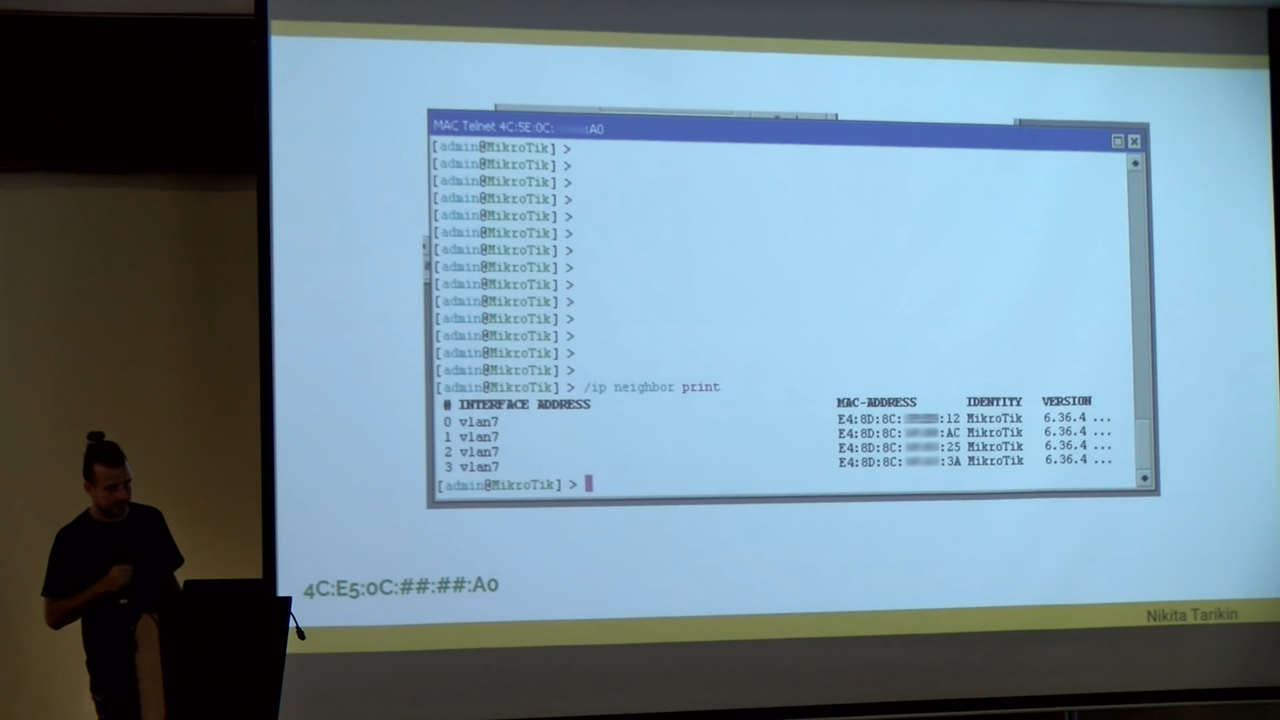 MAC Telnet 4C:5E:0C: :A0
[admin@MikroTik] >
[admin@MikroTik] >
[admin@MikroTik] >
[admin@MikroTik] >
[admin@MikroTik] >
[admin@MikroTik] >
[admin@MikroTik] >
[admin@MikroTik] >
[admin@MikroTik] >
[admin@MikroTik] >
[admin@MikroTik] >
[admin@MikroTik] >
[admin@MikroTik] >
[admin@MikroTik] >
[admin@MikroTik] > /ip neighbor print
# INTERFACE ADDRESS MAC-ADDRESS IDENTITY VERSION
0 vlan7 E4:8D:8C: :12 MikroTik 6.36.4 ...
1 vlan7 E4:8D:8C: :AC MikroTik 6.36.4 ...
2 vlan7 E4:8D:8C: :25 MikroTik 6.36.4 ...
3 vlan7 E4:8D:8C: :3A MikroTik 6.36.4 ...
[admin@MikroTik] >
4C:E5:0C:##:##:A0
Nikita Tarikin